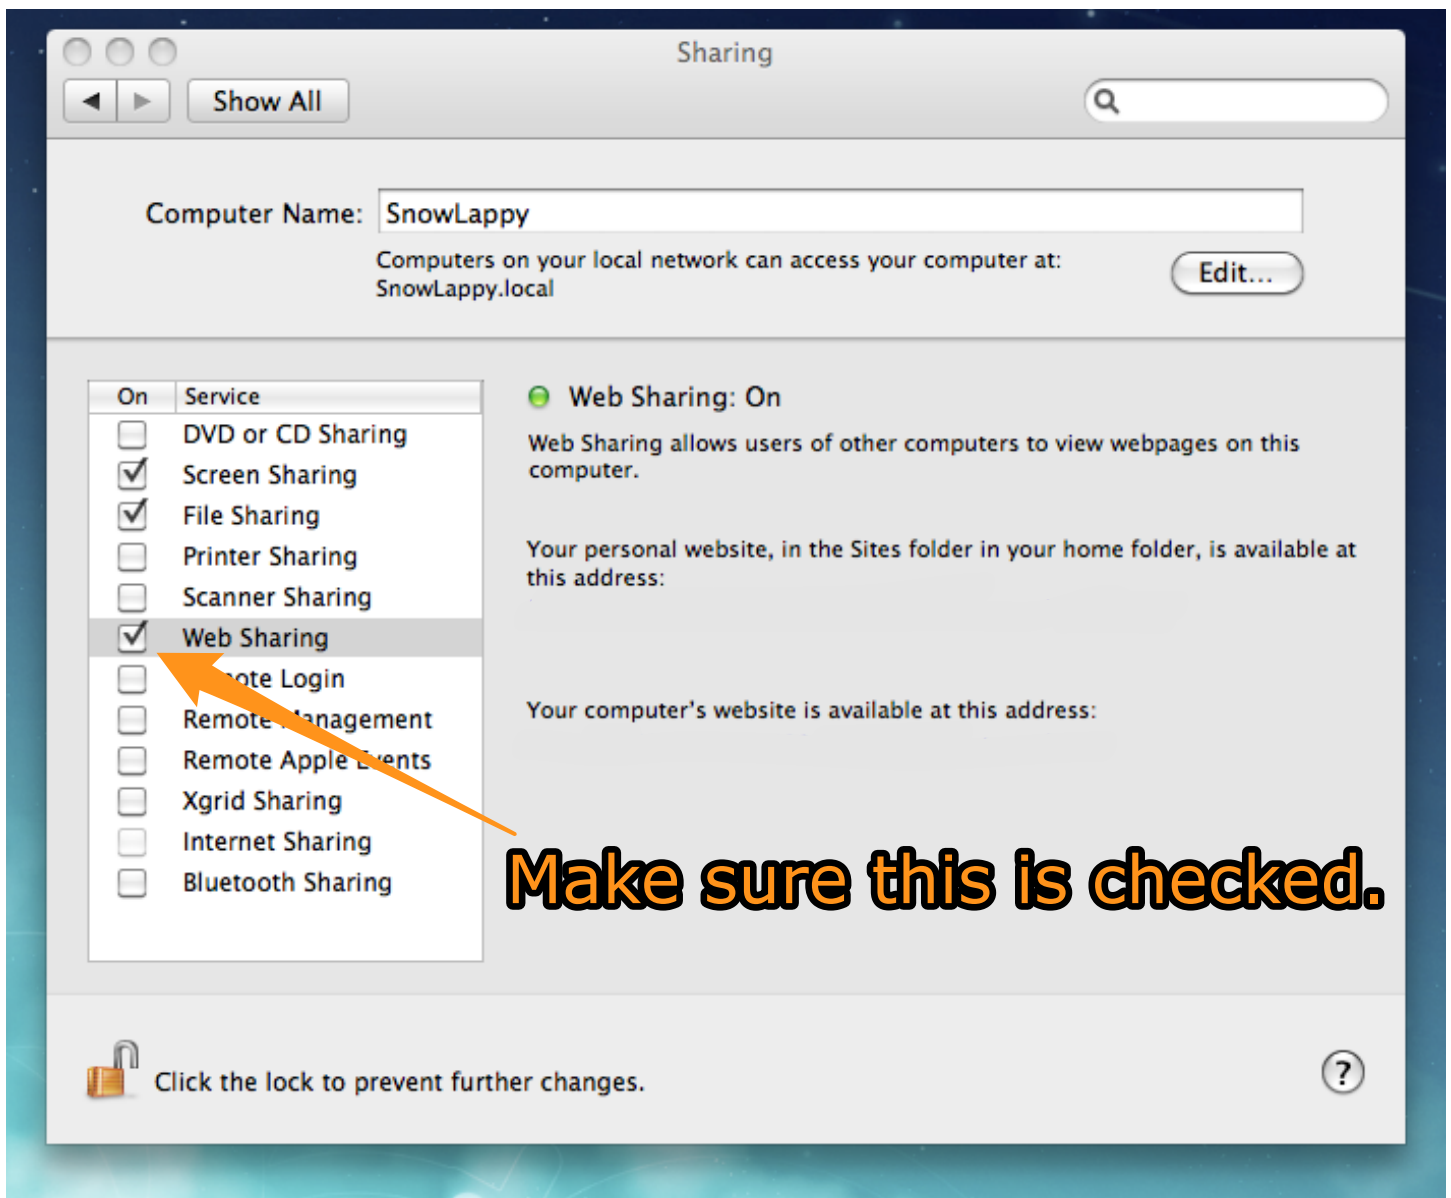 Sharing
Show All
Computer Name: SnowLappy
Computers on your local network can access your computer at:
SnowLappy.local
Edit...
On Service
DVD or CD Sharing
Screen Sharing
File Sharing
Printer Sharing
Scanner Sharing
Web Sharing
ote Login
Remote Management
Remote Apple Events
Xgrid Sharing
Internet Sharing
Bluetooth Sharing
Web Sharing: On
Web Sharing allows users of other computers to view webpages on this
computer.
Your personal website, in the Sites folder in your home folder, is available at
this address:
Your computer's website is available at this address:
Make sure this is checked.
Click the lock to prevent further changes.
?